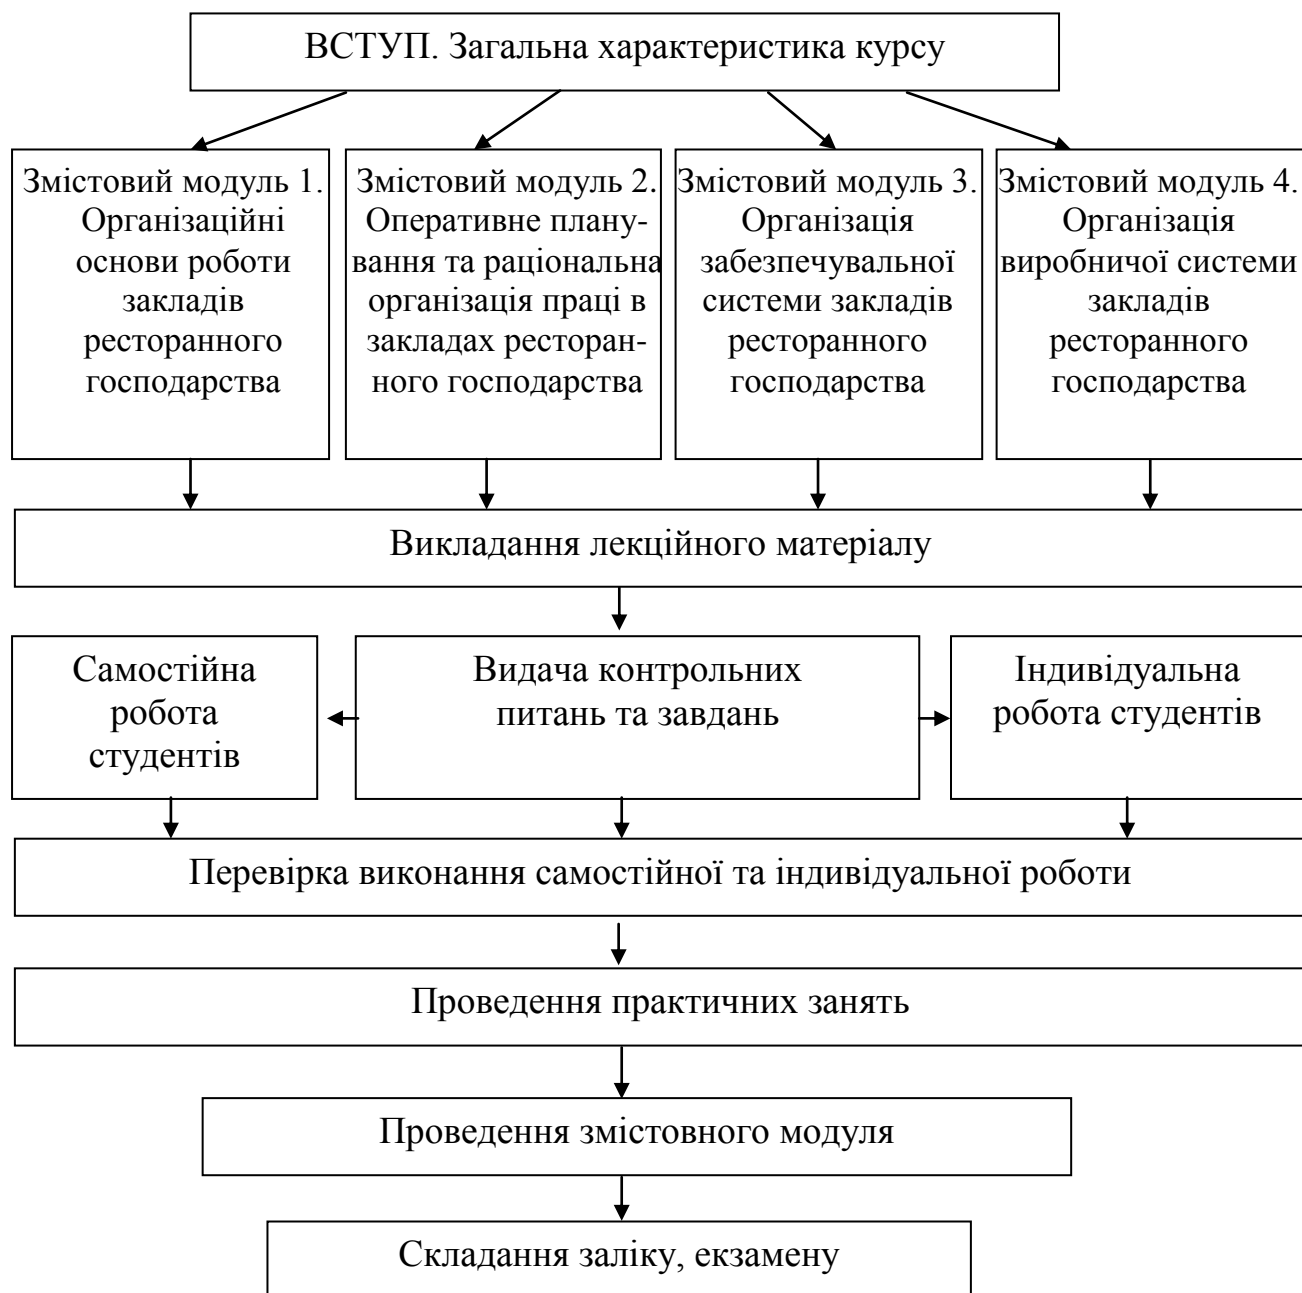 ВСТУП. Загальна характеристика курсу
Змістовий модуль 1.
Організаційні
основи роботи
закладів
ресторанного
господарства
Змістовий модуль 2.
Оперативне плану-
вання та раціональна
організація праці в
закладах ресторан-
ного господарства
Змістовий модуль 3.
Організація
забезпечувальної
системи закладів
ресторанного
господарства
Змістовий модуль 4.
Організація
виробничої системи
закладів
ресторанного
господарства
Викладання лекційного матеріалу
Самостійна
робота
студентів
Видача контрольних
питань та завдань
Індивідуальна
робота студентів
Перевірка виконання самостійної та індивідуальної роботи
Проведення практичних занять
Проведення змістовного модуля
Складання заліку, екзамену